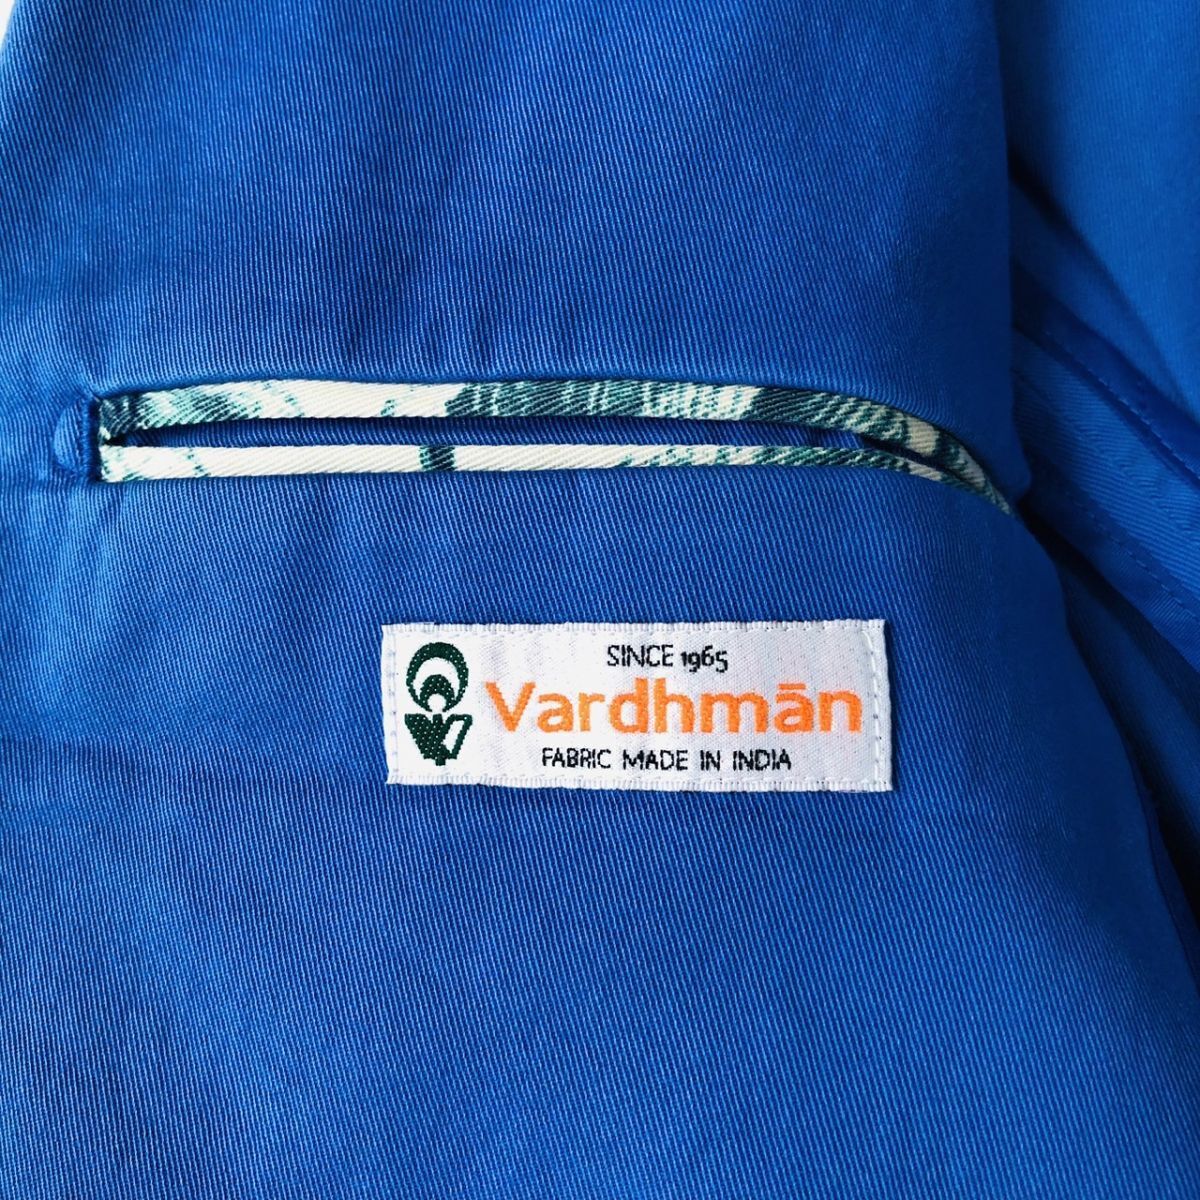 SINCE 1965
Vardhmān
FABRIC MADE IN INDIA